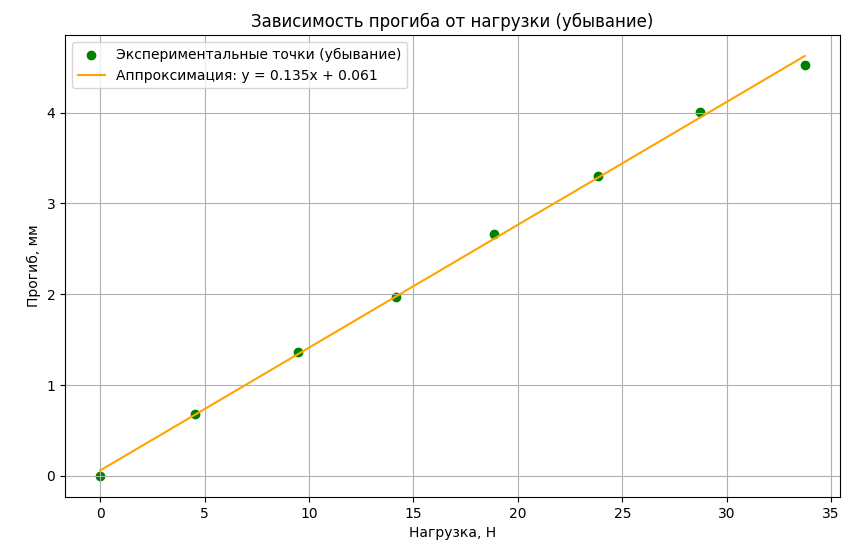 Зависимость прогиба от нагрузки (убывание)
Экспериментальные точки (убывание)
Аппроксимация: y = 0.135x + 0.061
Прогиб, мм
4
3
2
1
0
0 5 10 15 20 25 30 35
Нагрузка, Н